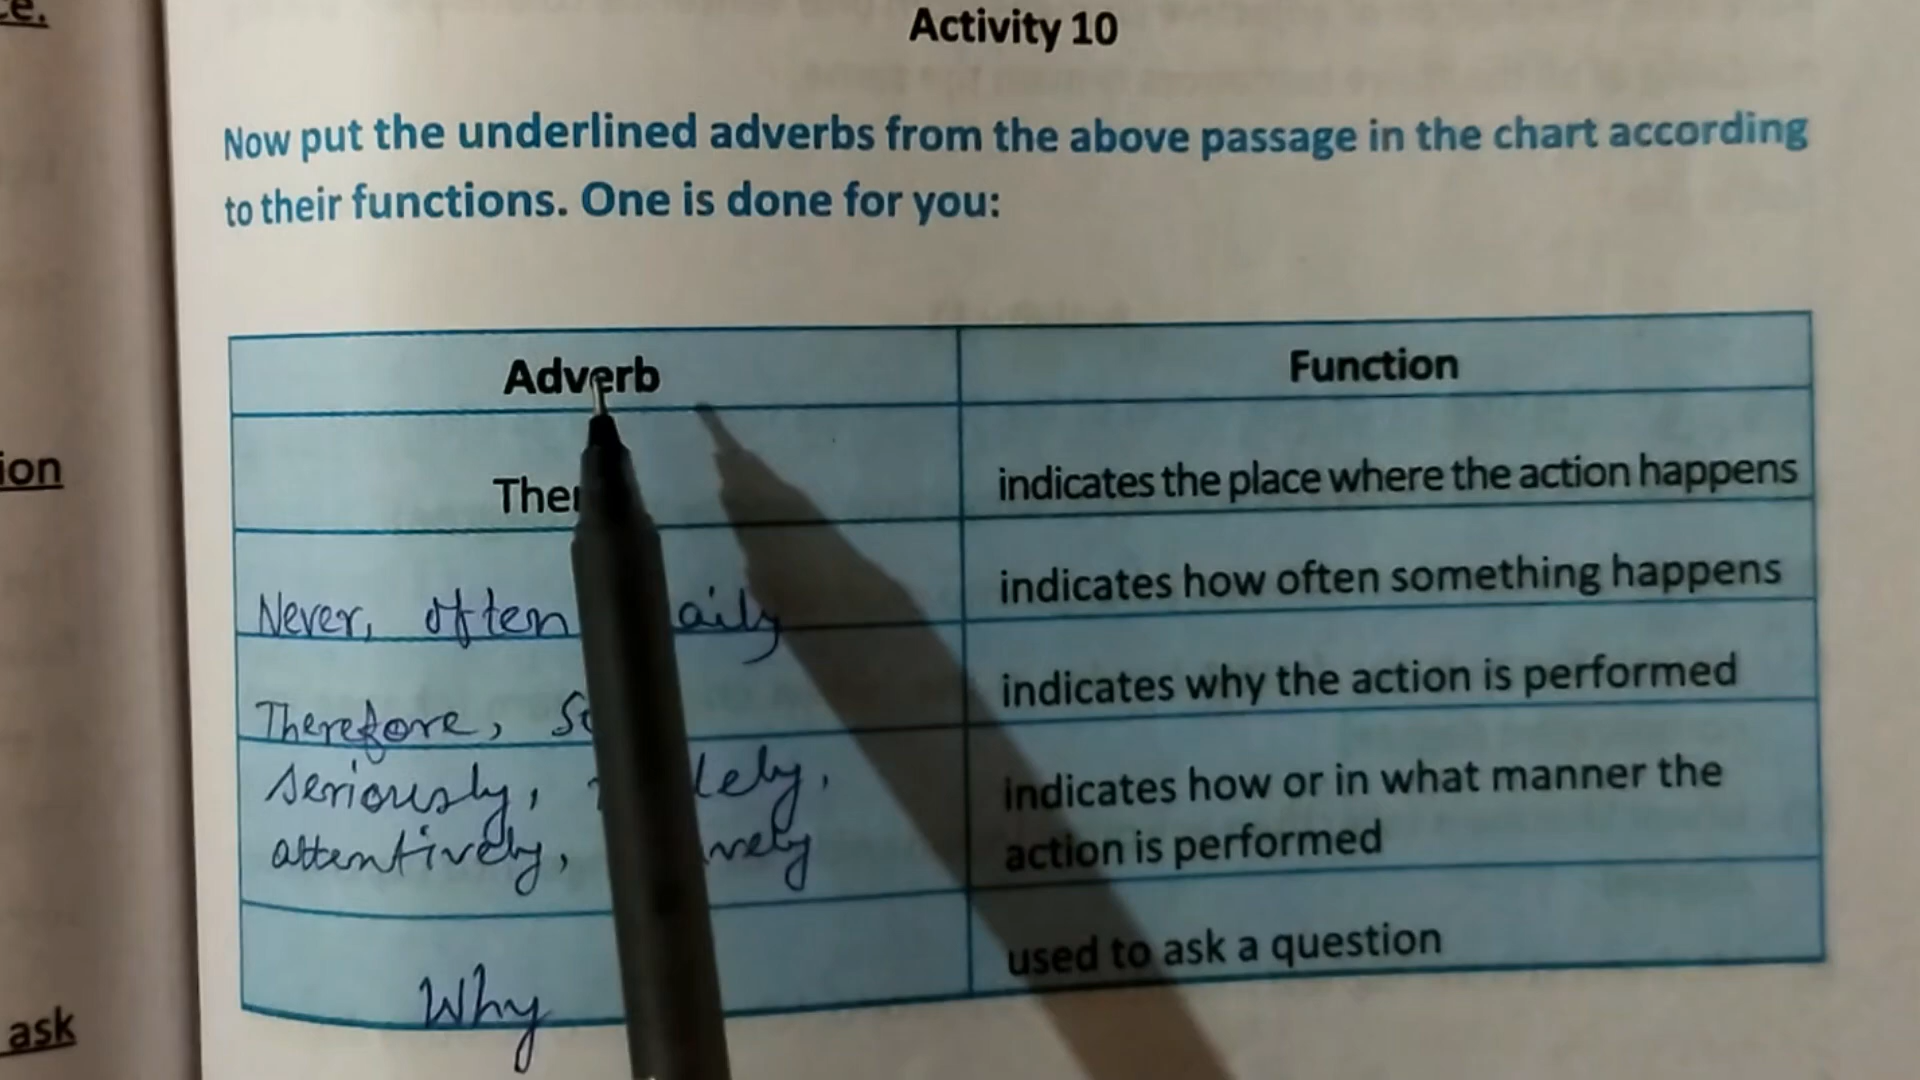 ce.
Activity 10
Now put the underlined adverbs from the above passage in the chart according
to their functions. One is done for you:
Adverb Function
indicates the place where the action happens
ion
Never, often indicates how often something happens
Therefore, indicates why the action is performed
seriously, indicates how or in what manner the
attentively, action is performed
Why used to ask a question
ask